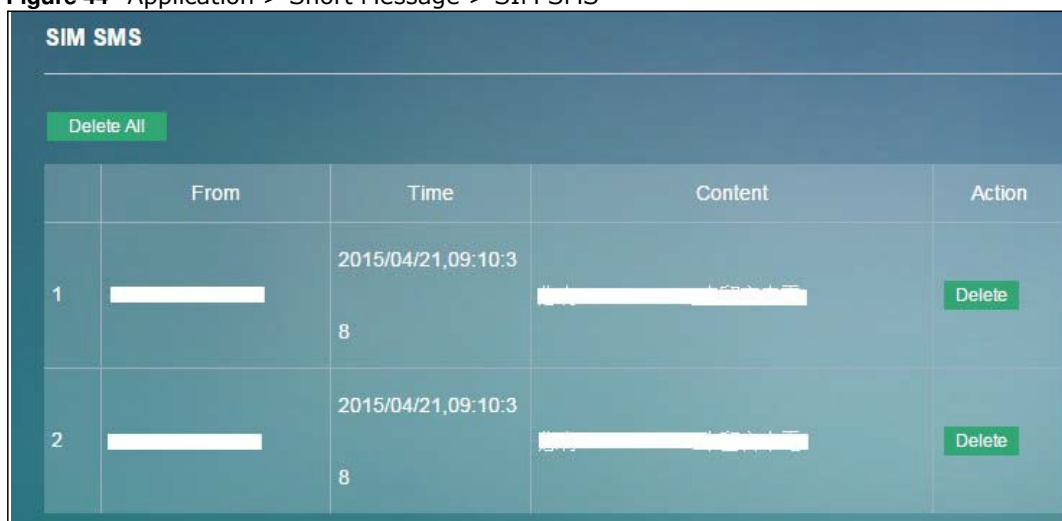 Figure 44 Application > Short Message > SIM SMS
SIM SMS
Delete All
From Time Content Action
1
2015/04/21,09:10:3
8
Delete
2
2015/04/21,09:10:3
8
Delete